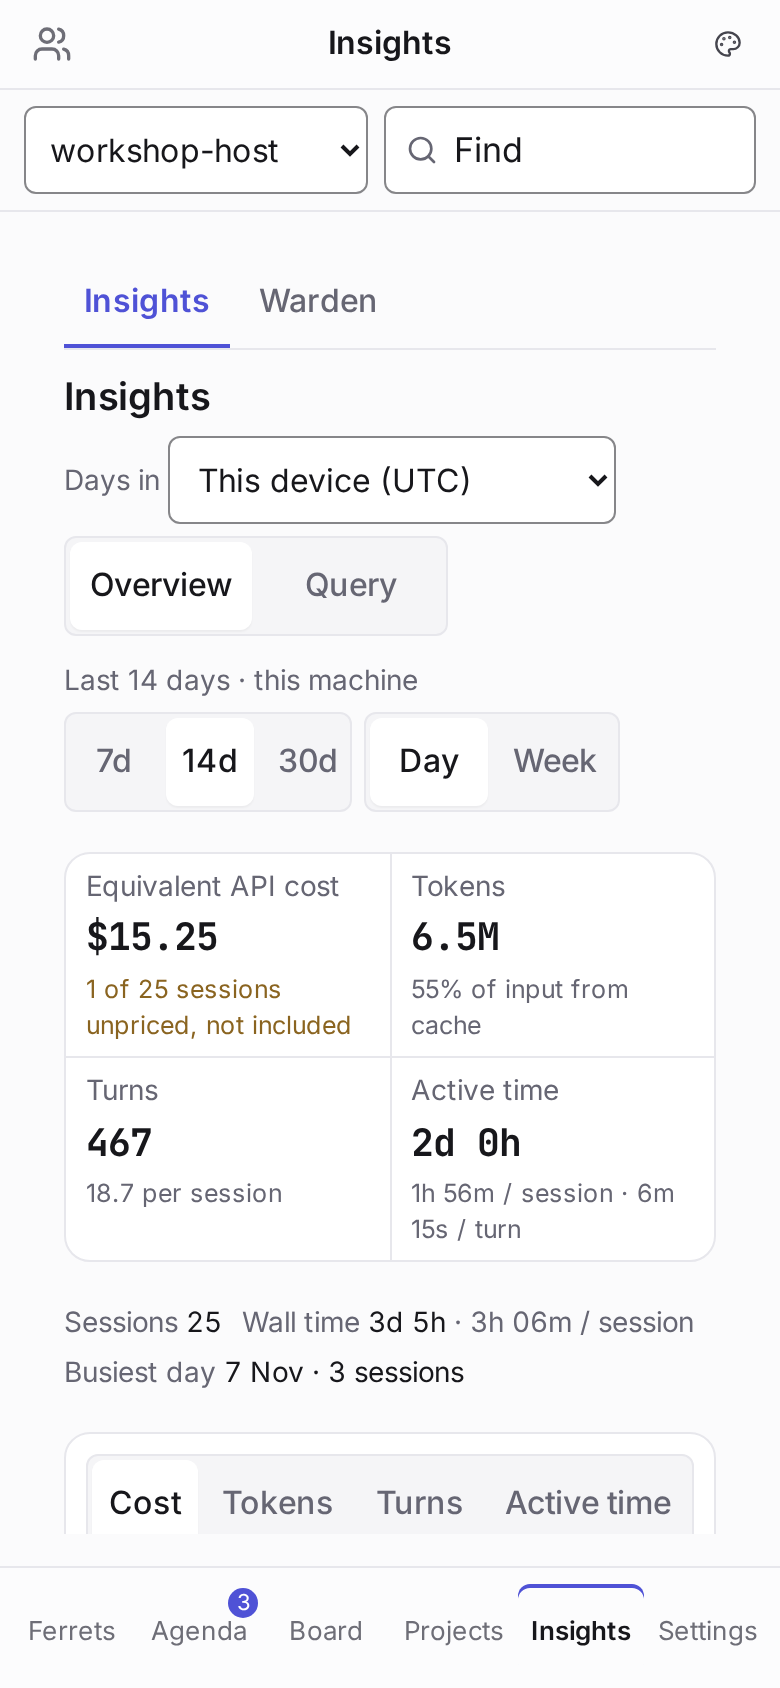 Insights
workshop-host
Find
Insights Warden
Insights
Days in This device (UTC)
Overview Query
Last 14 days · this machine
7d 14d 30d Day Week
Equivalent API cost
$15.25
1 of 25 sessions
unpriced, not included
Tokens
6.5M
55% of input from
cache
Turns
467
18.7 per session
Active time
2d 0h
1h 56m / session · 6m
15s / turn
Sessions 25 Wall time 3d 5h · 3h 06m / session
Busiest day 7 Nov · 3 sessions
Cost Tokens Turns Active time
3
Ferrets Agenda Board Projects Insights Settings